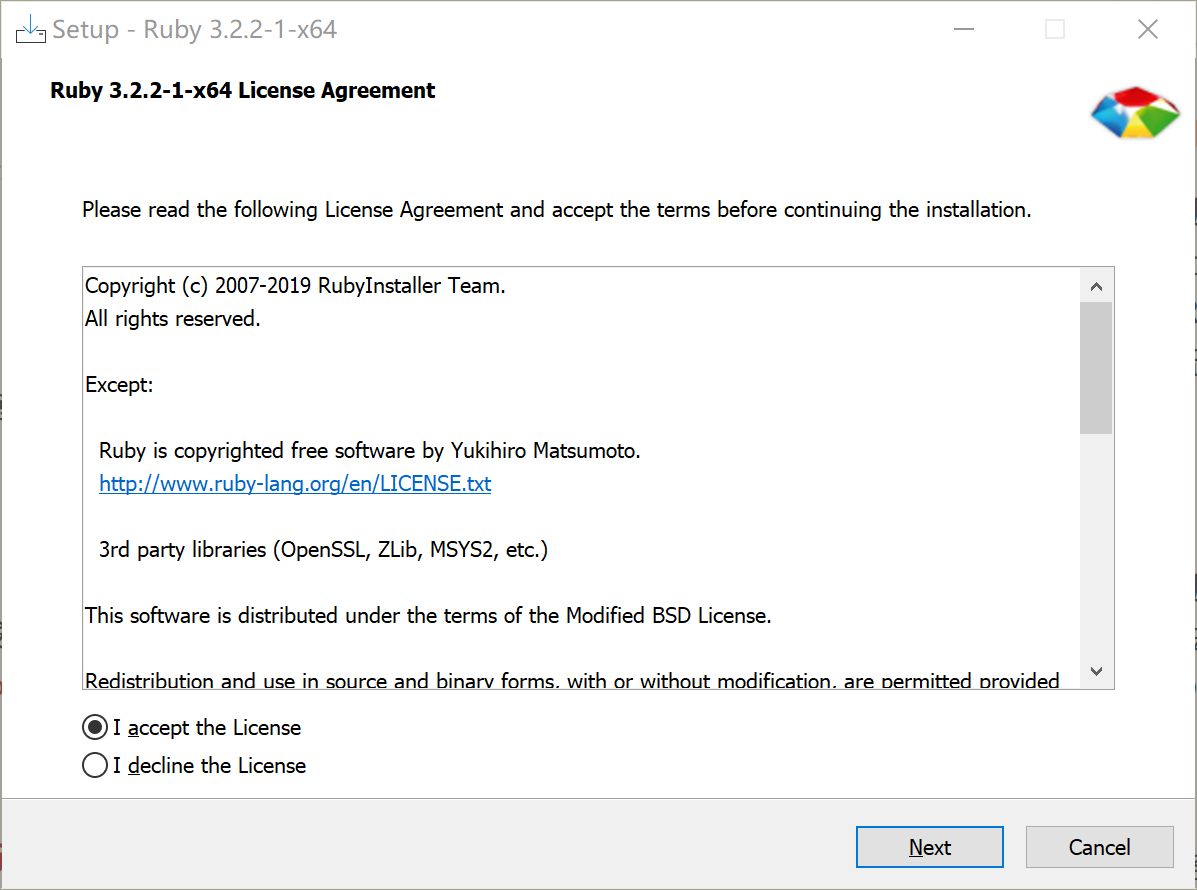 Setup - Ruby 3.2.2-1-x64
Ruby 3.2.2-1-x64 License Agreement
Please read the following License Agreement and accept the terms before continuing the installation.
Copyright (c) 2007-2019 RubyInstaller Team.
All rights reserved.
Except:
Ruby is copyrighted free software by Yukihiro Matsumoto.
http://www.ruby-lang.org/en/LICENSE.txt
3rd party libraries (OpenSSL, ZLib, MSYS2, etc.)
This software is distributed under the terms of the Modified BSD License.
Redistribution and use in source and binary forms, with or without modification, are permitted provided
I accept the License
I decline the License
Next
Cancel